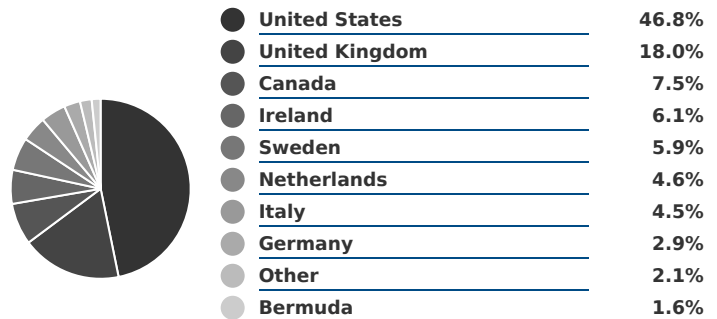 United States 46.8%
United Kingdom 18.0%
Canada 7.5%
Ireland 6.1%
Sweden 5.9%
Netherlands 4.6%
Italy 4.5%
Germany 2.9%
Other 2.1%
Bermuda 1.6%